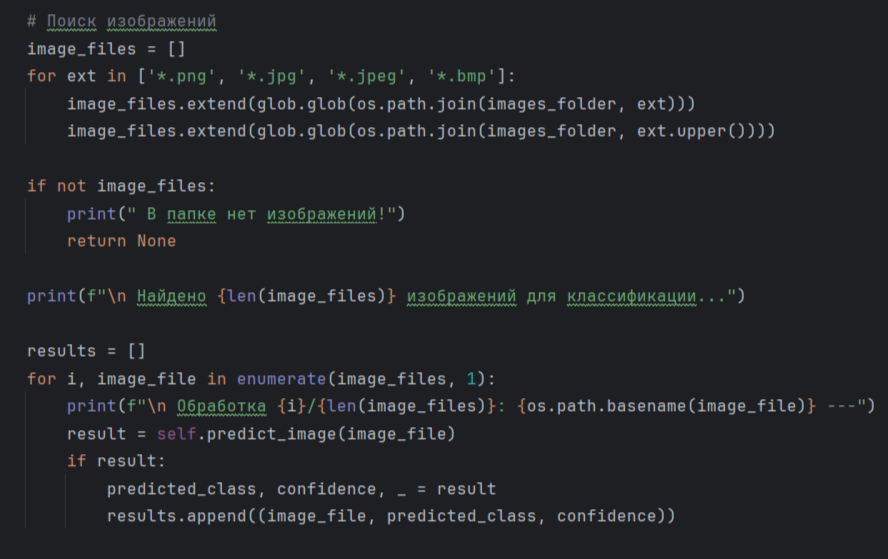 # Поиск изображений
image_files = []
for ext in ['*.png', '*.jpg', '*.jpeg', '*.bmp']:
    image_files.extend(glob.glob(os.path.join(images_folder, ext)))
    image_files.extend(glob.glob(os.path.join(images_folder, ext.upper())))

if not image_files:
    print(" В папке нет изображений!")
    return None

print(f"\n Найдено {len(image_files)} изображений для классификации...")

results = []
for i, image_file in enumerate(image_files, 1):
    print(f"\n Обработка {i}/{len(image_files)}: {os.path.basename(image_file)} ---")
    result = self.predict_image(image_file)
    if result:
        predicted_class, confidence, _ = result
        results.append((image_file, predicted_class, confidence))